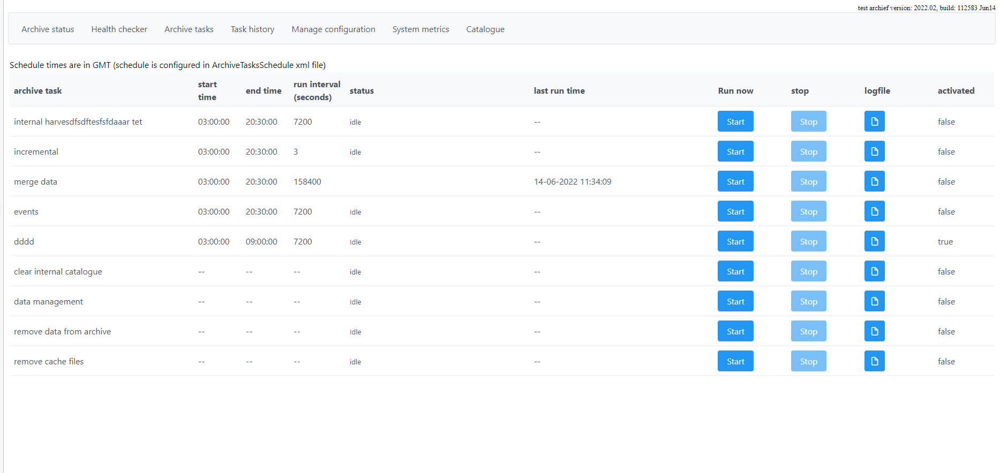 test archief version: 2022.02, build: 112583 Jun14
Archive status Health checker Archive tasks Task history Manage configuration System metrics Catalogue
Schedule times are in GMT (schedule is configured in ArchiveTasksSchedule xml file)
archive task start time end time run interval (seconds) status last run time Run now stop logfile activated
internal harvesdfsdftesfsfdaaar tet 03:00:00 20:30:00 7200 idle -- Start Stop false
incremental 03:00:00 20:30:00 3 idle -- Start Stop false
merge data 03:00:00 20:30:00 158400 14-06-2022 11:34:09 Start Stop false
events 03:00:00 20:30:00 7200 Idle -- Start Stop false
dddd 03:00:00 09:00:00 7200 Idle -- Start Stop true
clear internal catalogue -- -- -- idle -- Start Stop false
data management -- -- -- Idle -- Start Stop false
remove data from archive -- -- -- Idle -- Start Stop false
remove cache files -- -- -- idle -- Start Stop false